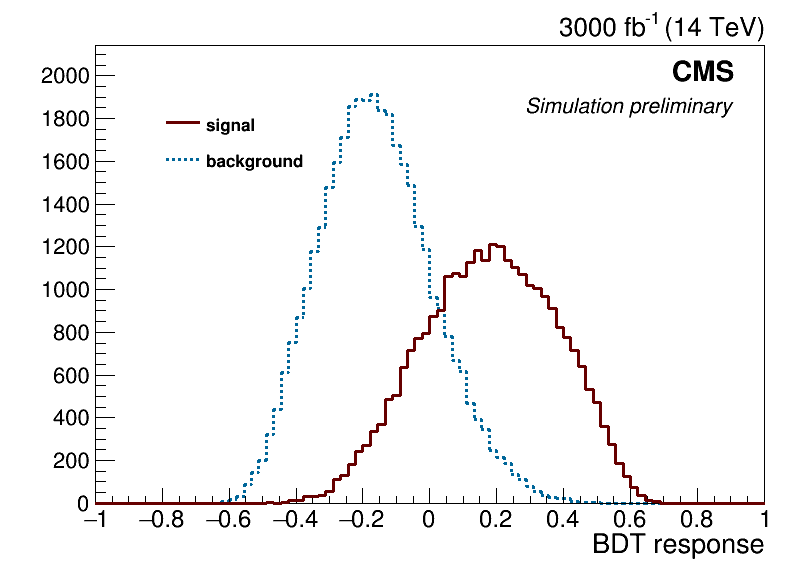 3000 fb-1 (14 TeV)
CMS
Simulation preliminary
signal
background
2000
1800
1600
1400
1200
1000
800
600
400
200
0
−1 −0.8 −0.6 −0.4 −0.2 0 0.2 0.4 0.6 0.8 1
BDT response